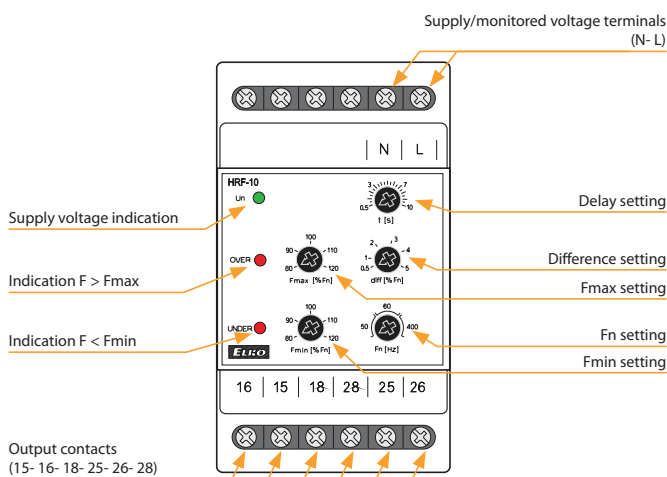 Supply/monitored voltage terminals
(N- L)
N L
HRF-10
Un
3 7
0.5 10
t [s]
Supply voltage indication
Delay setting
OVER
100
90 110
80 120
Fmax [%Fn]
2 3
1 4
0.5 5
diff [%Fn]
Difference setting
Indication F > Fmax
Fmax setting
UNDER
100
90 110
80 120
Fmin [%Fn]
60
50 400
Fn [Hz]
Fn setting
Indication F < Fmin
Fmin setting
ELKO
16 15 18 28 25 26
Output contacts
(15- 16- 18- 25- 26- 28)